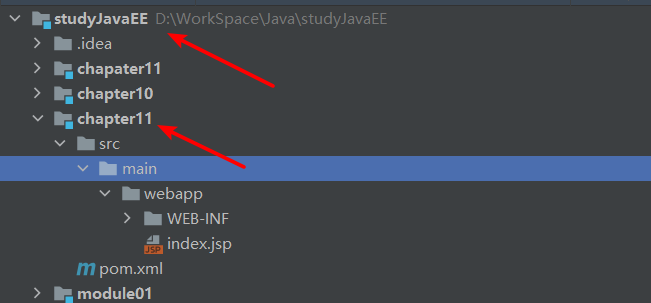 studyJavaEE D:\WorkSpace\Java\studyJavaEE
.idea
chapater11
chapter10
chapter11
src
main
webapp
WEB-INF
JSP index.jsp
m pom.xml
module01